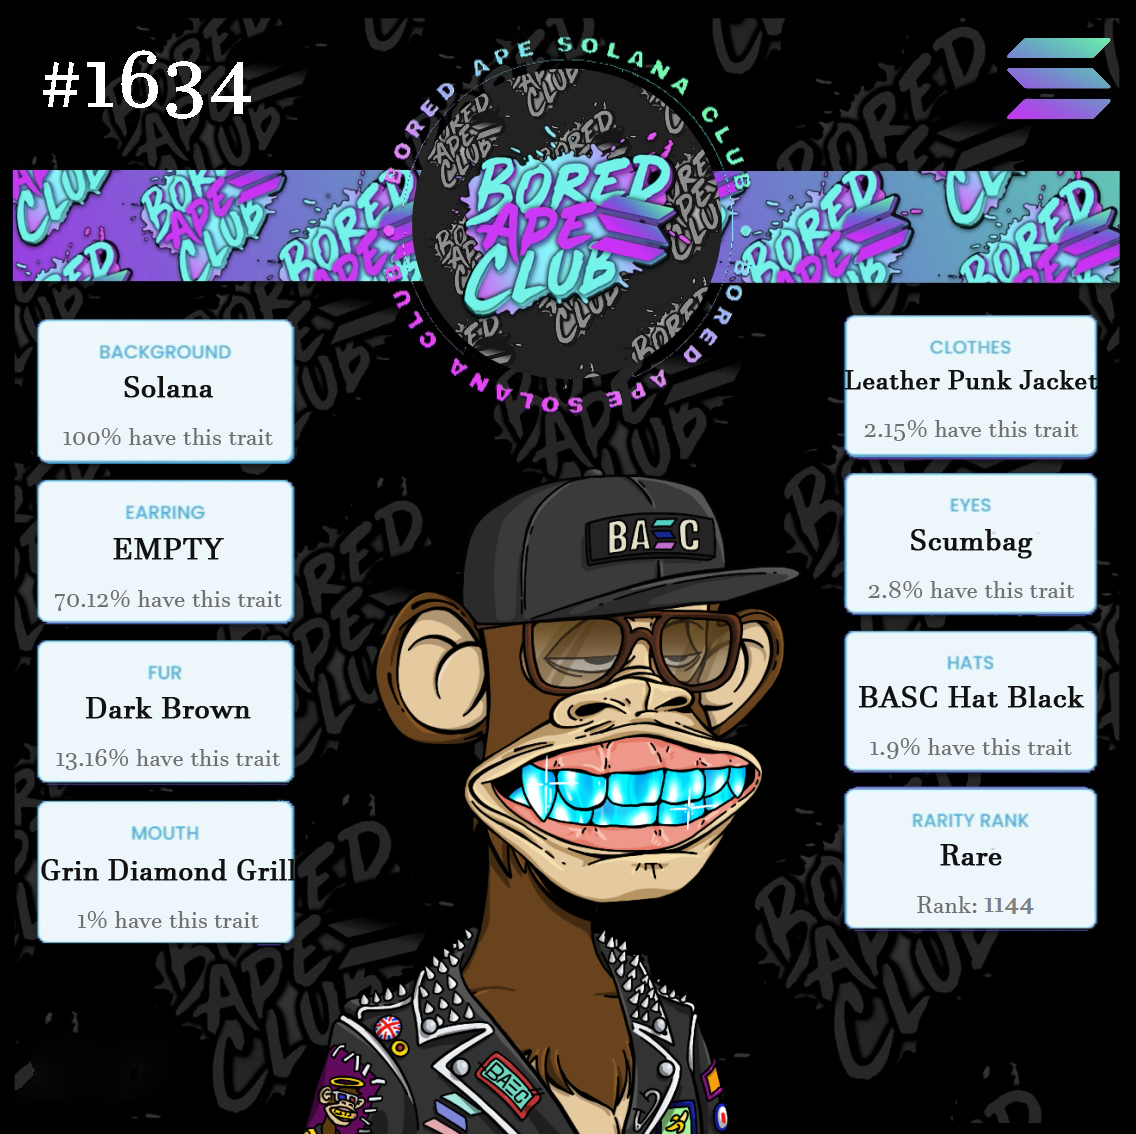 #1634
BORED APE SOLANA CLUB
BORED
APE
CLUB
BORED APE SOLANA CLUB
BACKGROUND
Solana
100% have this trait
EARRING
EMPTY
70.12% have this trait
FUR
Dark Brown
13.16% have this trait
MOUTH
Grin Diamond Grill
1% have this trait
CLOTHES
Leather Punk Jacket
2.15% have this trait
EYES
Scumbag
2.8% have this trait
HATS
BASC Hat Black
1.9% have this trait
RARITY RANK
Rare
Rank: 1144
BASC
BASC